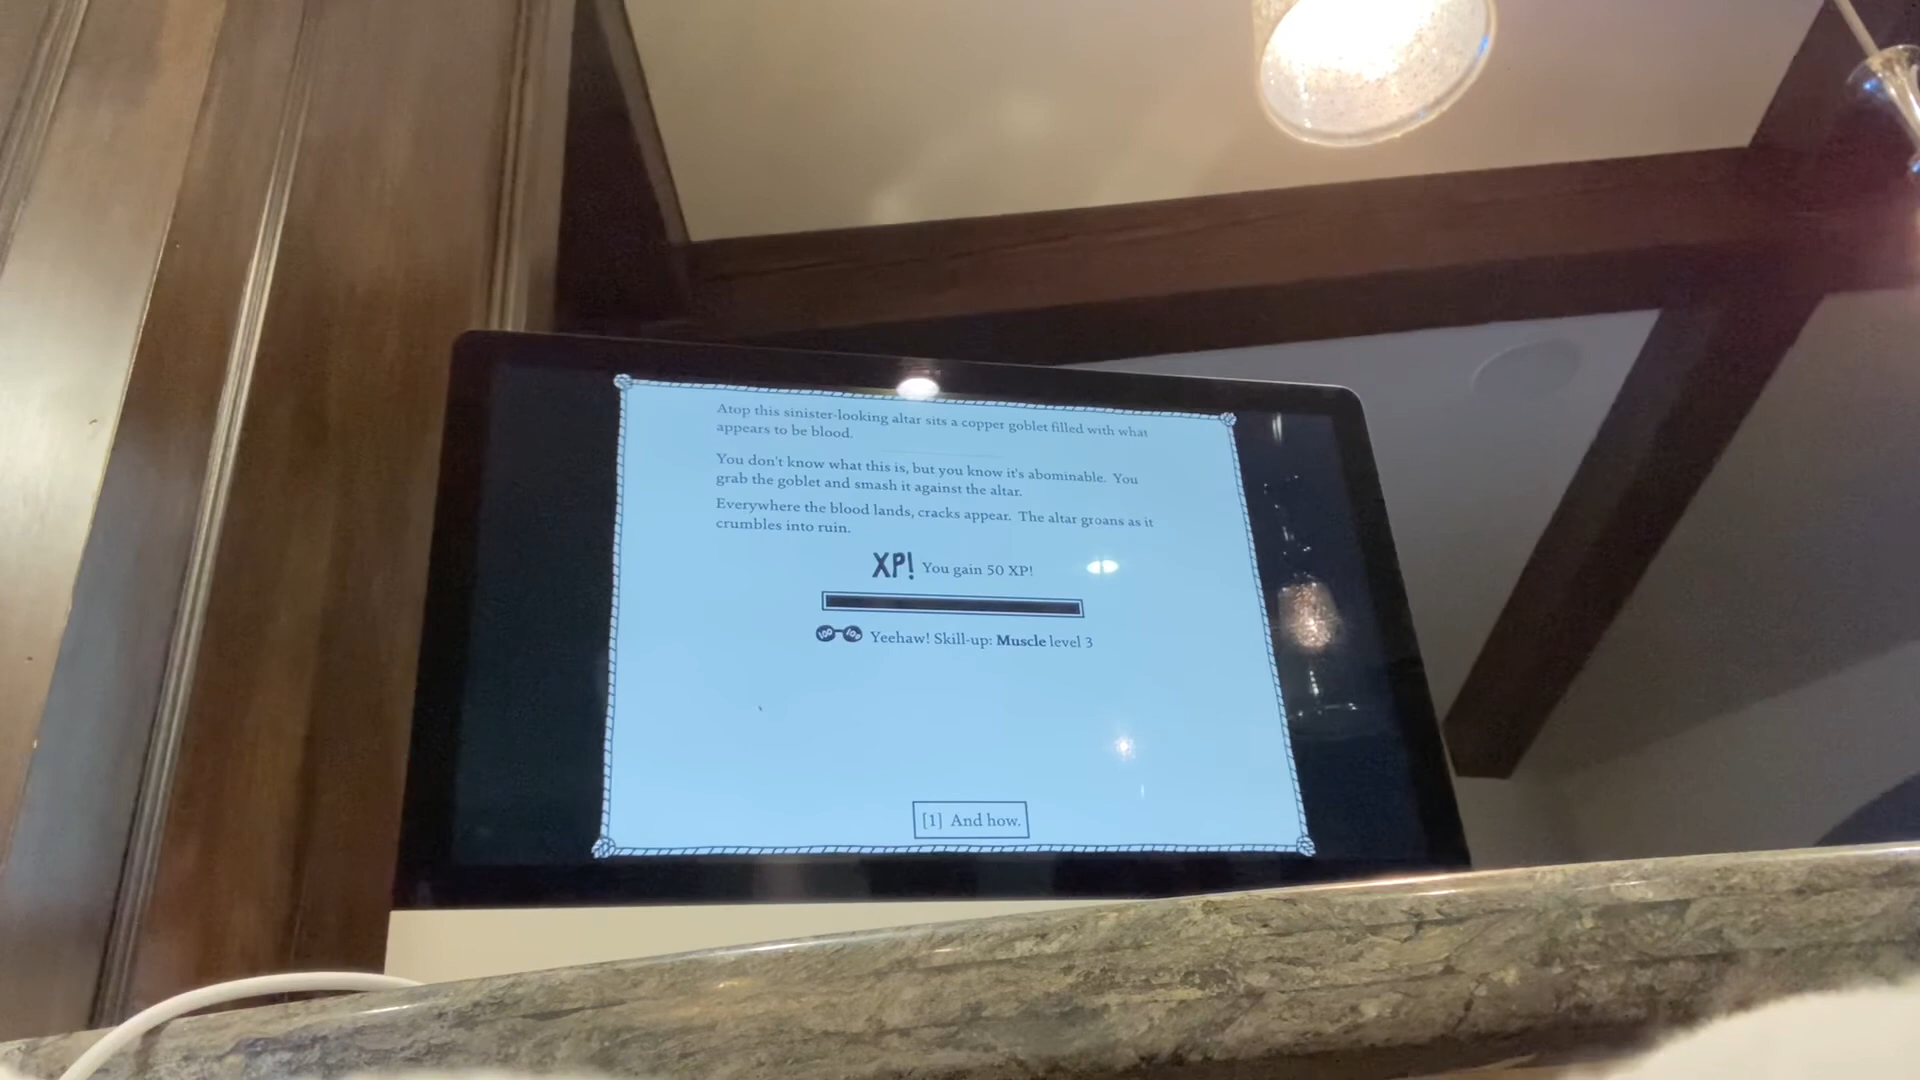 Atop this sinister-looking altar sits a copper goblet filled with what
appears to be blood.
You don't know what this is, but you know it's abominable. You
grab the goblet and smash it against the altar.
Everywhere the blood lands, cracks appear. The altar groans as it
crumbles into ruin.
XP! You gain 50 XP!
100 100 Yeehaw! Skill-up: Muscle level 3
[1] And how.